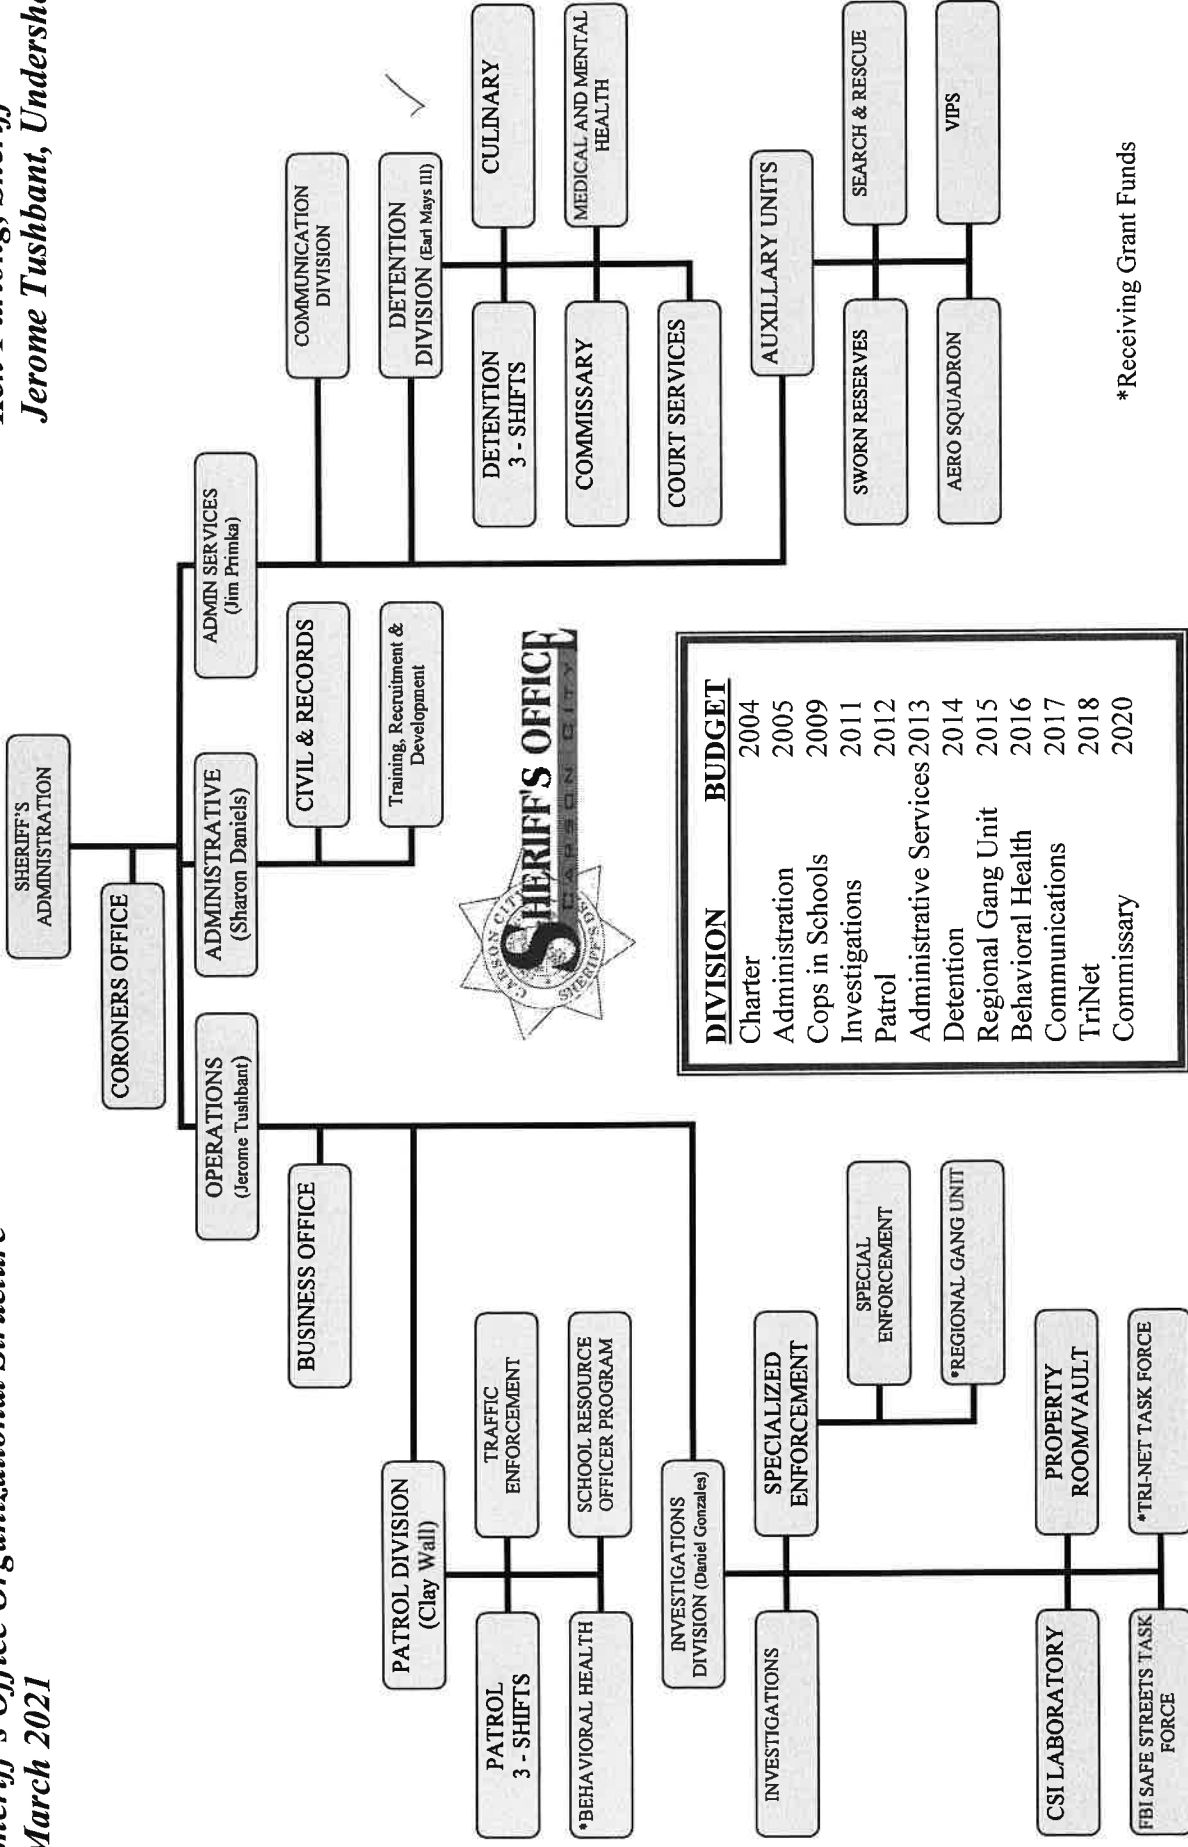 Sheriff's Office Organizational Structure
March 2021
Jerome Tushbant,
SHERIFF'S
ADMINISTRATION
CORONERS OFFICE
OPERATIONS
(Jerome Tushbant)
ADMINISTRATIVE
(Sharon Daniels)
ADMIN SERVICES
(Jim Primka)
BUSINESS OFFICE
CIVIL & RECORDS
COMMUNICATION
DIVISION
PATROL DIVISION
(Clay Wall)
Training, Recruitment &
Development
DETENTION
DIVISION (Earl Mays III)
PATROL
3 - SHIFTS
TRAFFIC
ENFORCEMENT
DETENTION
3 - SHIFTS
CULINARY
*BEHAVIORAL HEALTH
SCHOOL RESOURCE
OFFICER PROGRAM
COMMISSARY
MEDICAL AND MENTAL
HEALTH
COURT SERVICES
SHERIFF'S OFFICE
CARSON CITY
CARSON CITY
INVESTIGATIONS
DIVISION (Daniel Gonzales)
INVESTIGATIONS
SPECIALIZED
ENFORCEMENT
SPECIAL
ENFORCEMENT
*REGIONAL GANG UNIT
CSI LABORATORY
PROPERTY
ROOM/VAULT
FBI SAFE STREETS TASK
FORCE
*TRI-NET TASK FORCE
DIVISION BUDGET
Charter 2004
Administration 2005
Cops in Schools 2009
Investigations 2011
Patrol 2012
Administrative Services 2013
Detention 2014
Regional Gang Unit 2015
Behavioral Health 2016
Communications 2017
TriNet 2018
Commissary 2020
AUXILLARY UNITS
SWORN RESERVES
SEARCH & RESCUE
AERO SQUADRON
VIPS
*Receiving Grant Funds